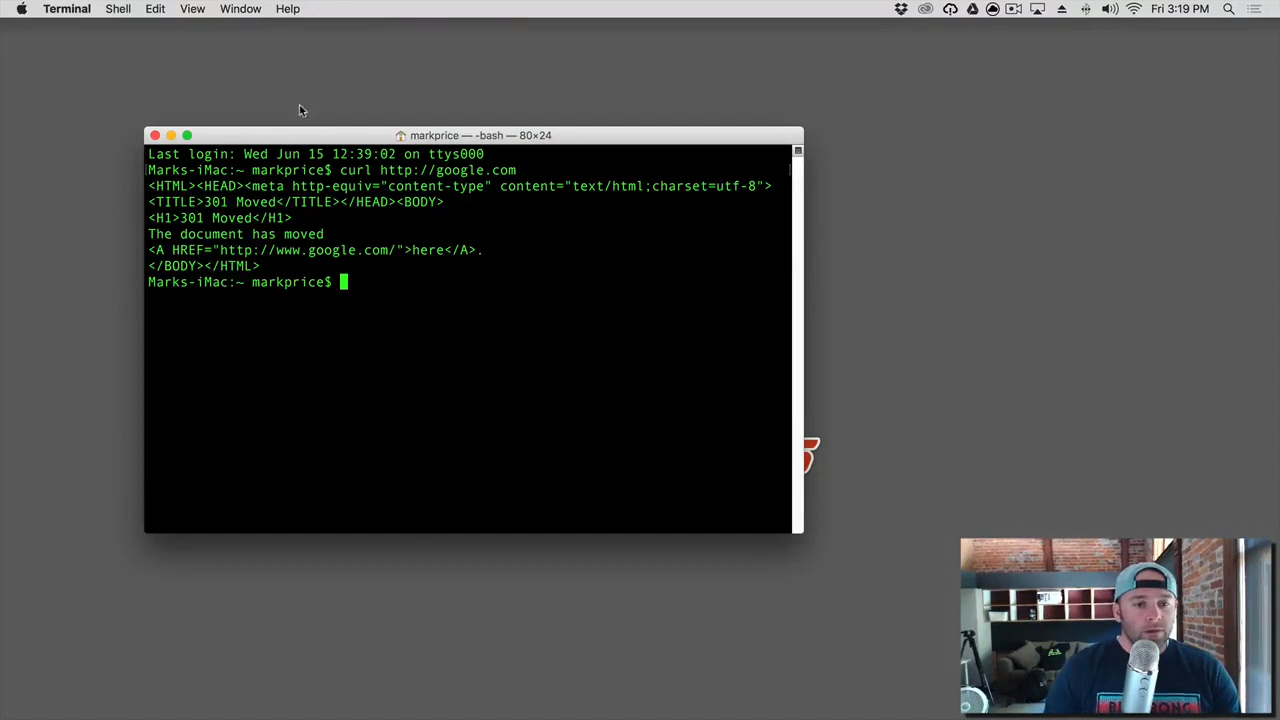 Terminal Shell Edit View Window Help Fri 3:19 PM
markprice — -bash — 80×24
Last login: Wed Jun 15 12:39:02 on ttys000
Marks-iMac:~ markprice$ curl http://google.com
<HTML><HEAD><meta http-equiv="content-type" content="text/html;charset=utf-8">
<TITLE>301 Moved</TITLE></HEAD><BODY>
<H1>301 Moved</H1>
The document has moved
<A HREF="http://www.google.com/">here</A>.
</BODY></HTML>
Marks-iMac:~ markprice$